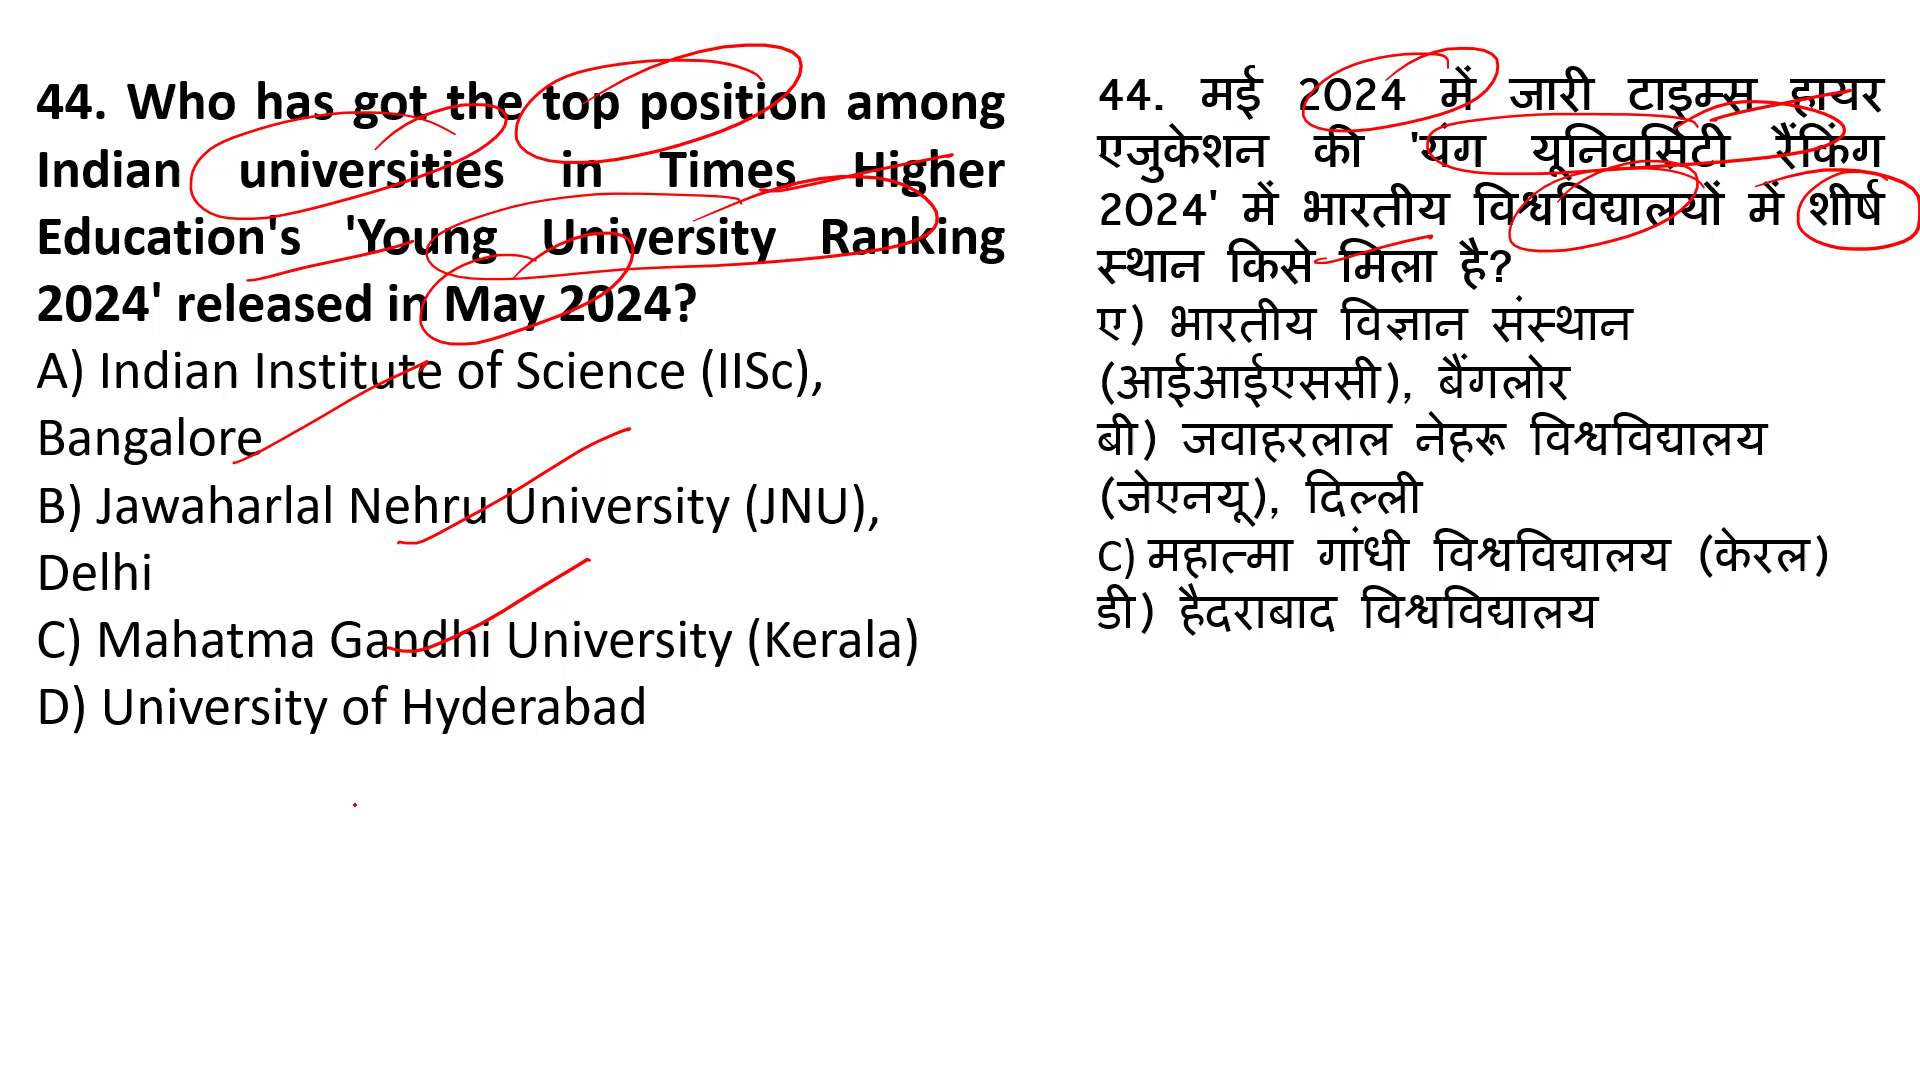 44. Who has got the top position among
Indian universities in Times Higher
Education's 'Young University Ranking
2024' released in May 2024?
A) Indian Institute of Science (IISc),
Bangalore
B) Jawaharlal Nehru University (JNU),
Delhi
C) Mahatma Gandhi University (Kerala)
D) University of Hyderabad
44. मई 2024 में जारी टाइम्स हायर
एजुकेशन की 'यंग यूनिवर्सिटी रैंकिंग
2024' में भारतीय विश्वविद्यालयों में शीर्ष
स्थान किसे मिला है?
ए) भारतीय विज्ञान संस्थान
(आईआईएससी), बैंगलोर
बी) जवाहरलाल नेहरू विश्वविद्यालय
(जेएनयू), दिल्ली
C) महात्मा गांधी विश्वविद्यालय (केरल)
डी) हैदराबाद विश्वविद्यालय